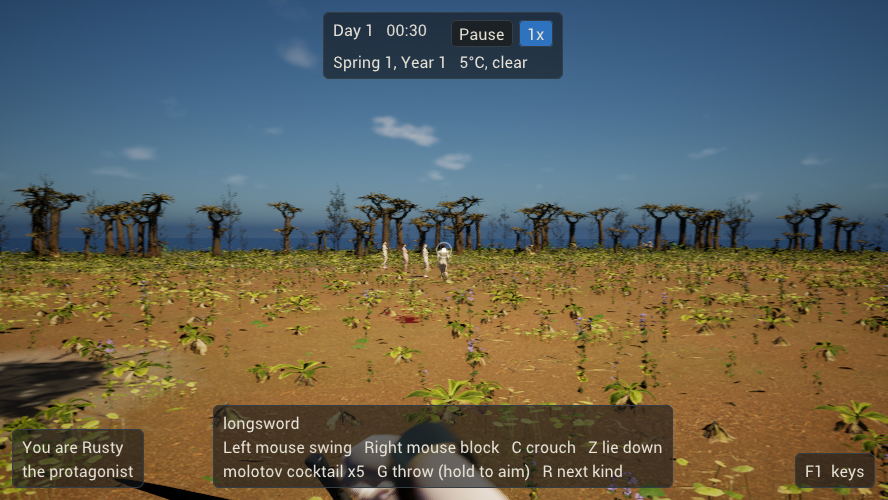 Day 1 00:30 Pause 1x
Spring 1, Year 1 5°C, clear
longsword
Left mouse swing Right mouse block C crouch Z lie down
molotov cocktail x5 G throw (hold to aim) R next kind
You are Rusty
the protagonist
F1 keys